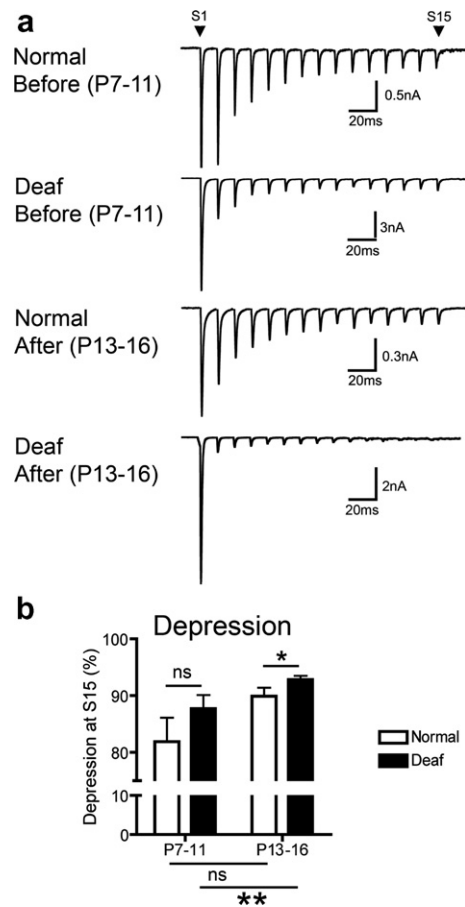 a
S1 S15
Normal
Before (P7-11)
0.5nA
20ms
Deaf
Before (P7-11)
3nA
20ms
Normal
After (P13-16)
0.3nA
20ms
Deaf
After (P13-16)
2nA
20ms
b
Depression
Depression at S15 (%)
100
90
80
10
0
ns
*
Normal
Deaf
P7-11 P13-16
ns
**